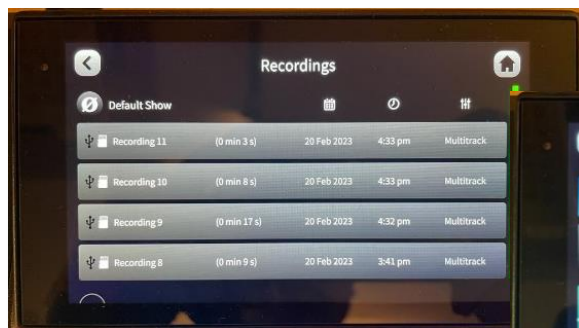 Recordings
Default Show
Recording 11 (0 min 3 s) 20 Feb 2023 4:33 pm Multitrack
Recording 10 (0 min 8 s) 20 Feb 2023 4:33 pm Multitrack
Recording 9 (0 min 17 s) 20 Feb 2023 4:32 pm Multitrack
Recording 8 (0 min 9 s) 20 Feb 2023 3:41 pm Multitrack